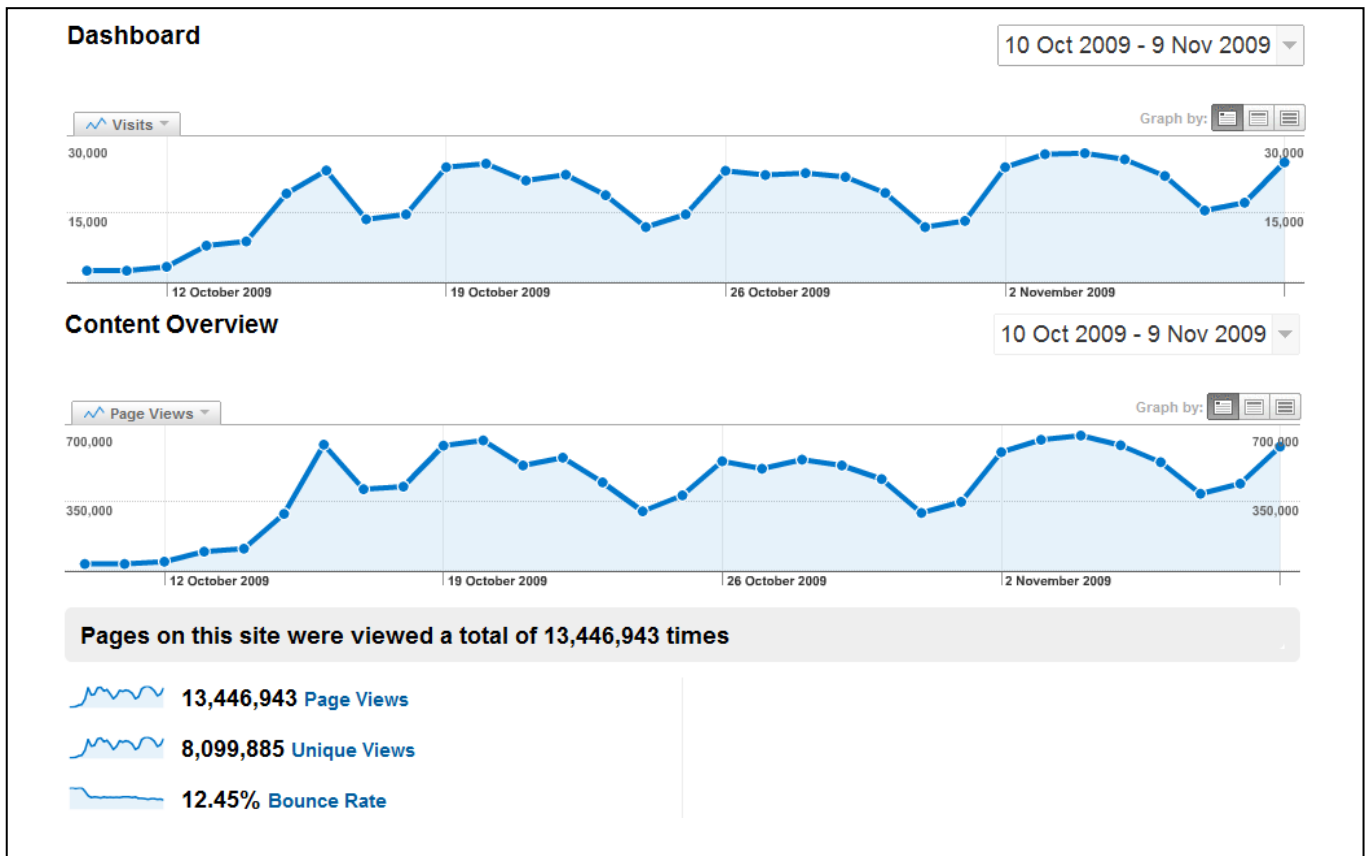 Dashboard
10 Oct 2009 - 9 Nov 2009
Visits
Graph by:
30,000 30,000
15,000 15,000
12 October 2009 19 October 2009 26 October 2009 2 November 2009
Content Overview
10 Oct 2009 - 9 Nov 2009
Page Views
Graph by:
700,000 700,000
350,000 350,000
12 October 2009 19 October 2009 26 October 2009 2 November 2009
Pages on this site were viewed a total of 13,446,943 times
13,446,943 Page Views
8,099,885 Unique Views
12.45% Bounce Rate